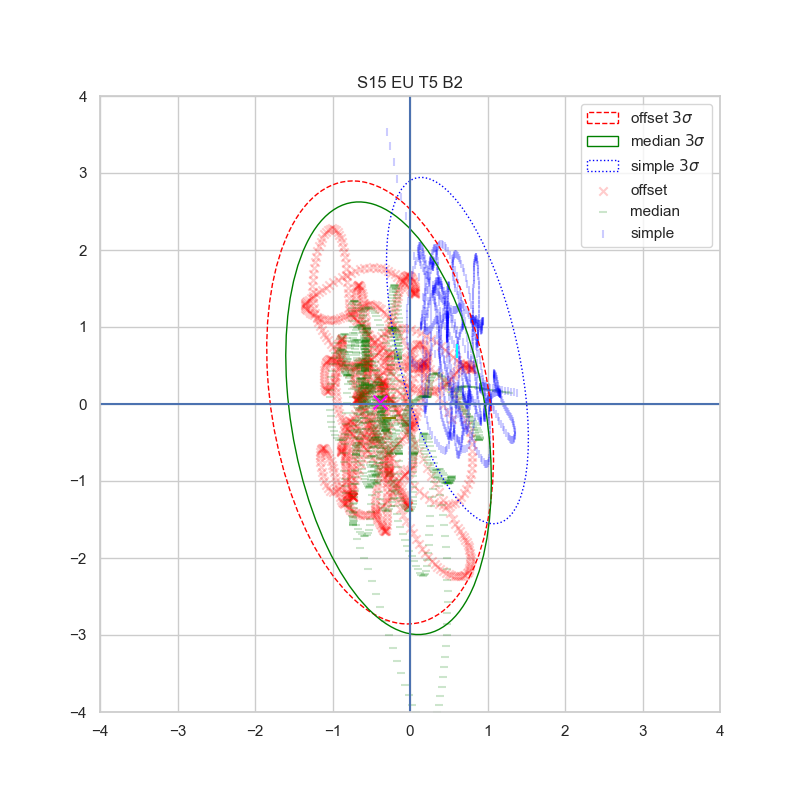 S15 EU T5 B2
offset 3σ
median 3σ
simple 3σ
offset
median
simple
4
3
2
1
0
−1
−2
−3
−4
−4 −3 −2 −1 0 1 2 3 4